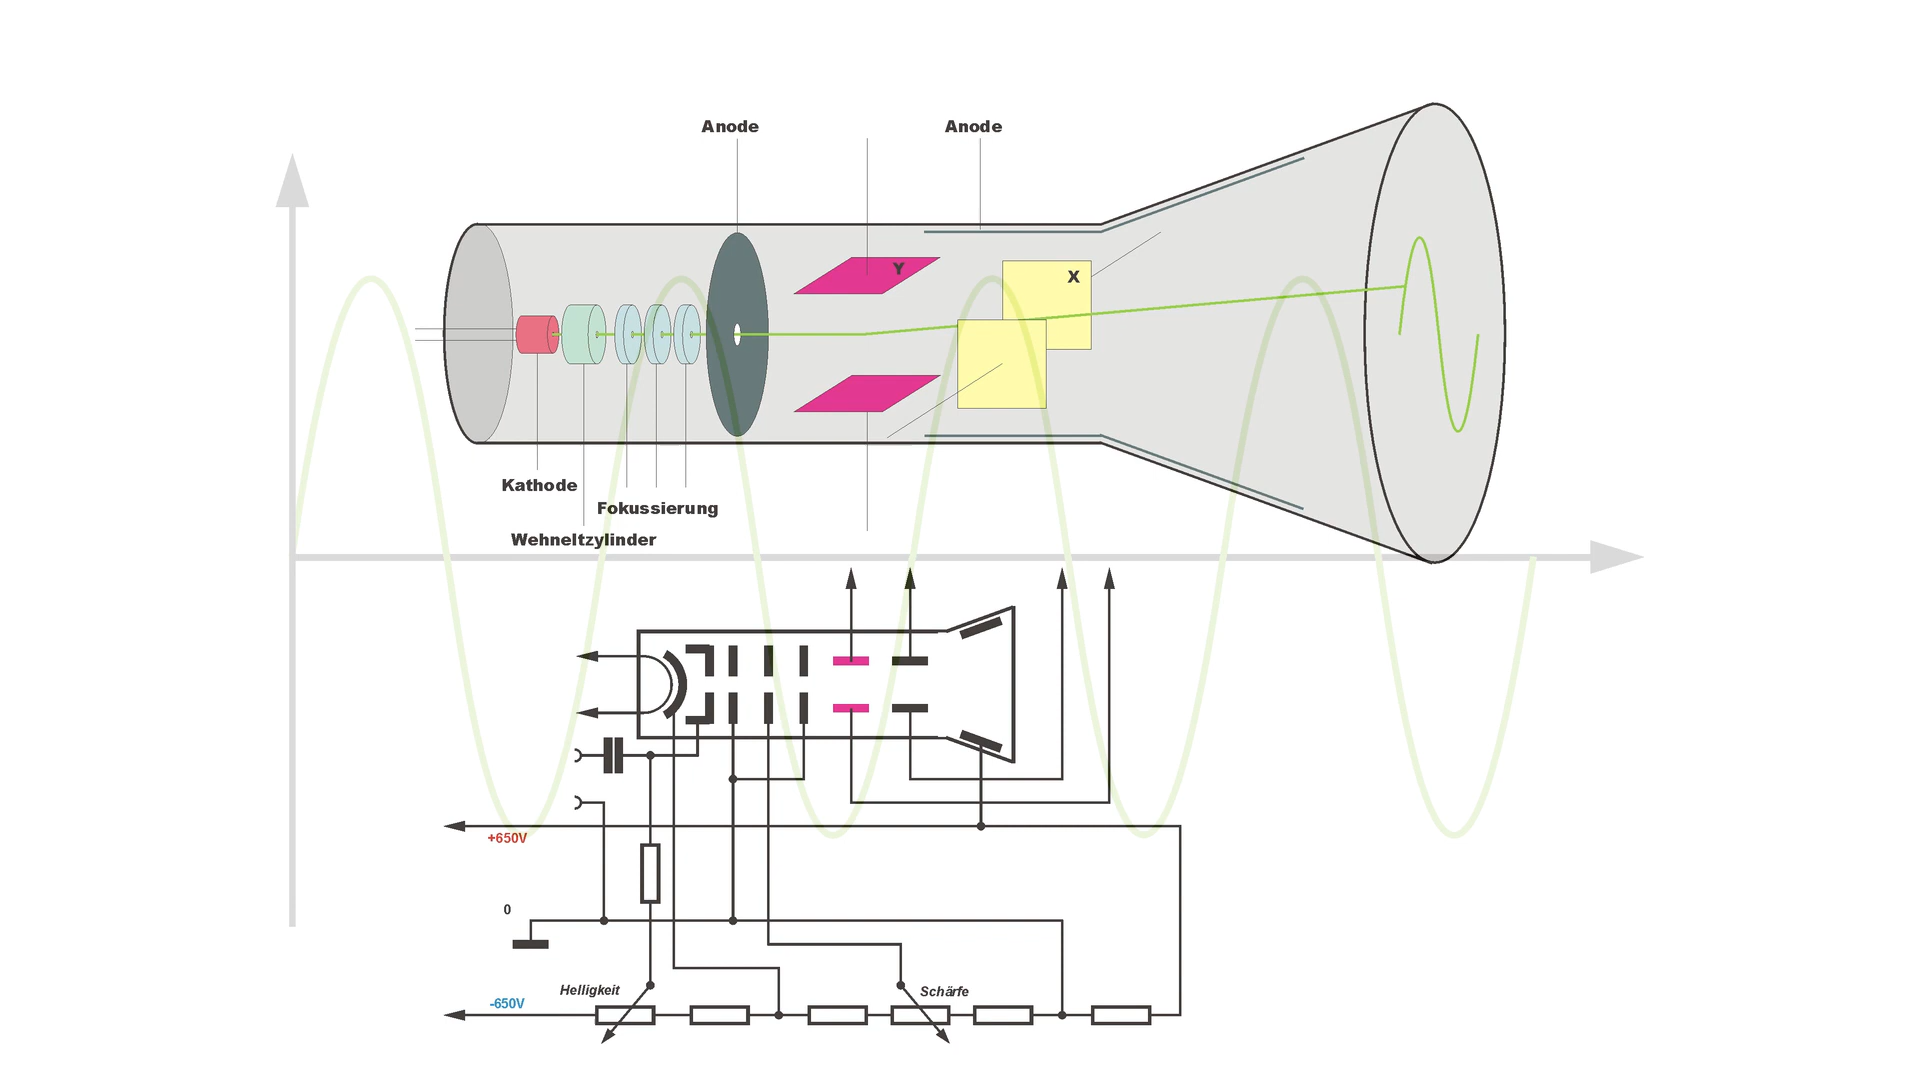 Anode
Anode
Y
X
Kathode
Fokussierung
Wehneltzylinder
+650V
0
Helligkeit
Schärfe
-650V